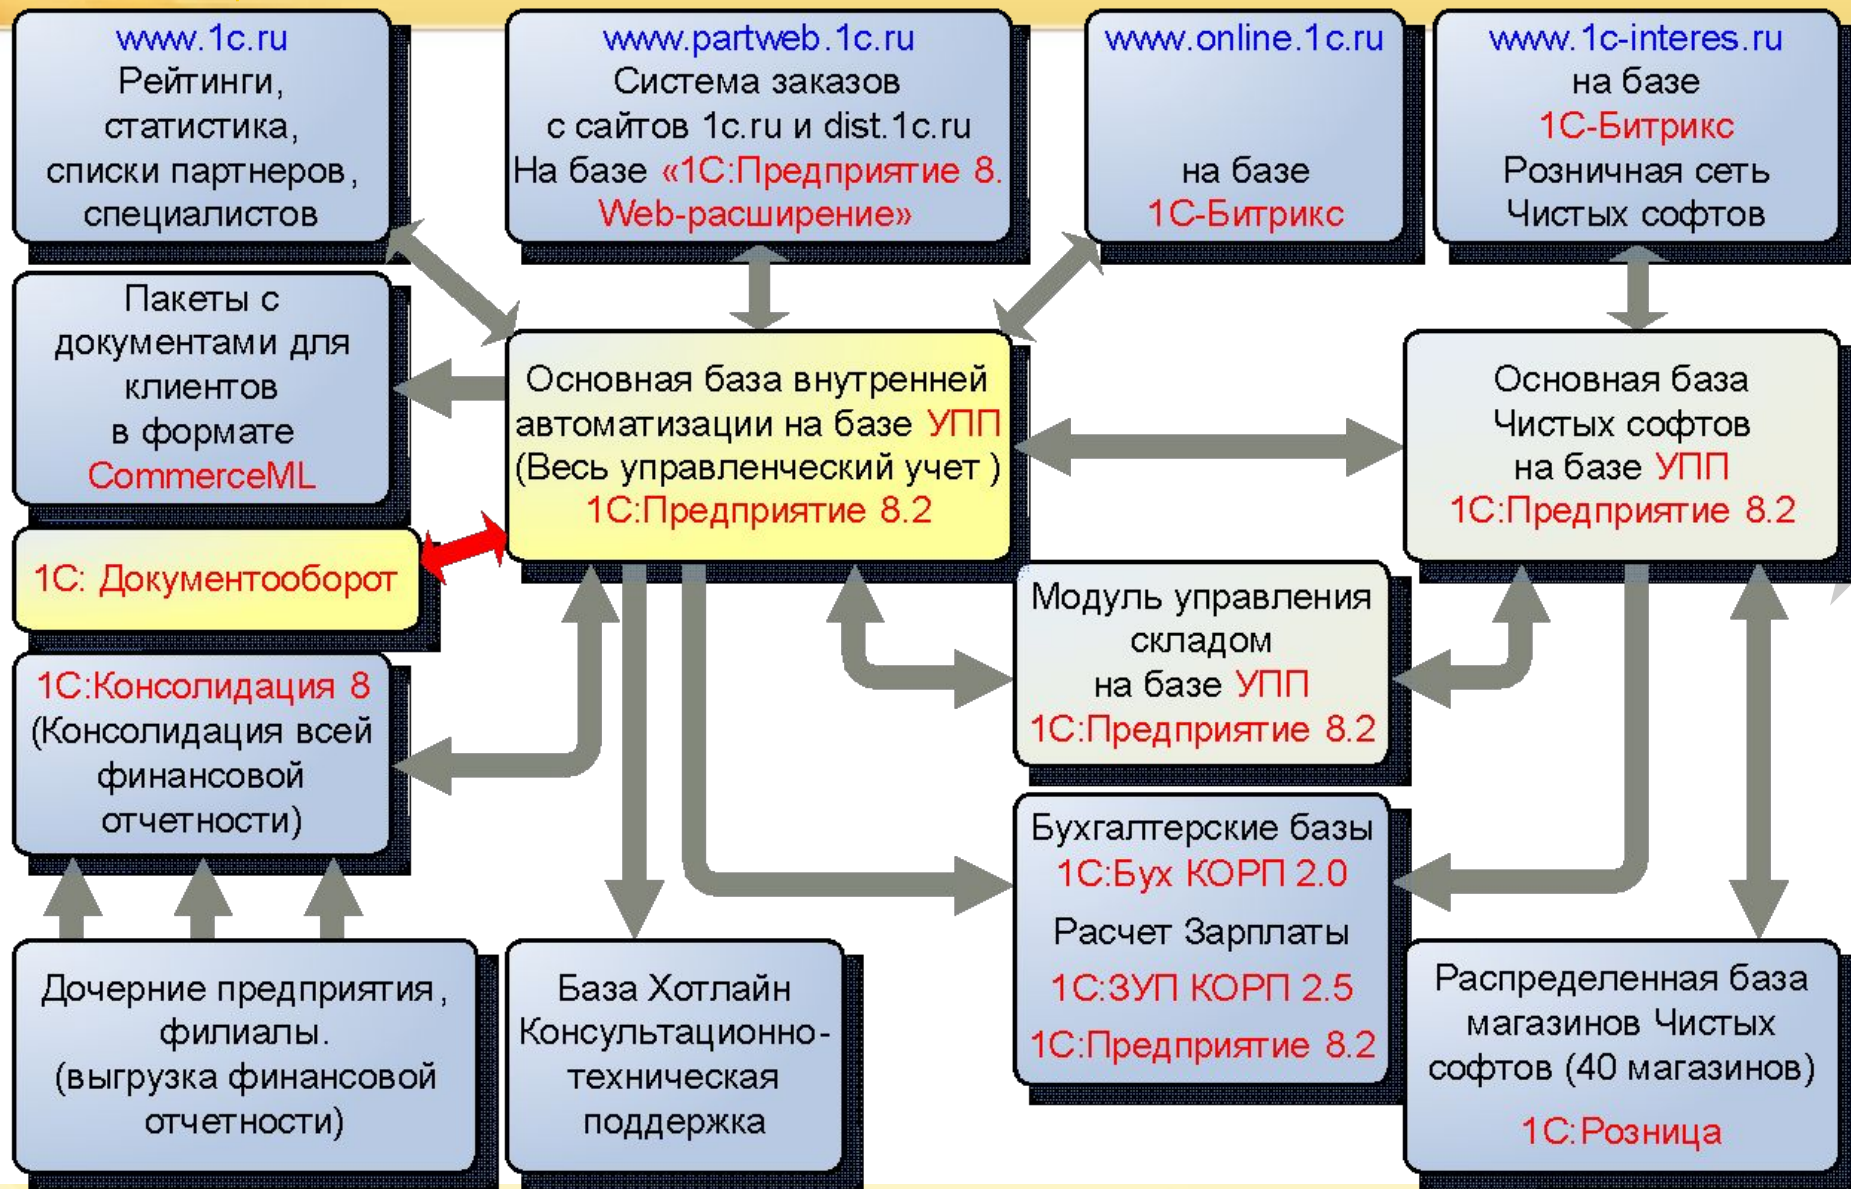 www.1c.ru
Рейтинги,
статистика,
списки партнеров,
специалистов
www.partweb.1c.ru
Система заказов
с сайтов 1c.ru и dist.1c.ru
На базе «1С:Предприятие 8.
Web-расширение»
www.online.1c.ru
на базе
1С-Битрикс
www.1c-interes.ru
на базе
1С-Битрикс
Розничная сеть
Чистых софтов
Пакеты с
документами для
клиентов
в формате
CommerceML
Основная база внутренней
автоматизации на базе УПП
(Весь управленческий учет )
1С:Предприятие 8.2
Основная база
Чистых софтов
на базе УПП
1С:Предприятие 8.2
1С: Документооборот
Модуль управления
складом
на базе УПП
1С:Предприятие 8.2
1С:Консолидация 8
(Консолидация всей
финансовой
отчетности)
Бухгалтерские базы
1С:Бух КОРП 2.0
Расчет Зарплаты
1С:ЗУП КОРП 2.5
1С:Предприятие 8.2
Дочерние предприятия,
филиалы.
(выгрузка финансовой
отчетности)
База Хотлайн
Консультационно-
техническая
поддержка
Распределенная база
магазинов Чистых
софтов (40 магазинов)
1С:Розница